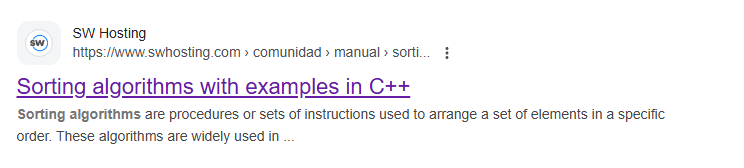 SW
SW Hosting
https://www.swhosting.com › comunidad › manual › sorti...
Sorting algorithms with examples in C++
Sorting algorithms are procedures or sets of instructions used to arrange a set of elements in a specific
order. These algorithms are widely used in ...